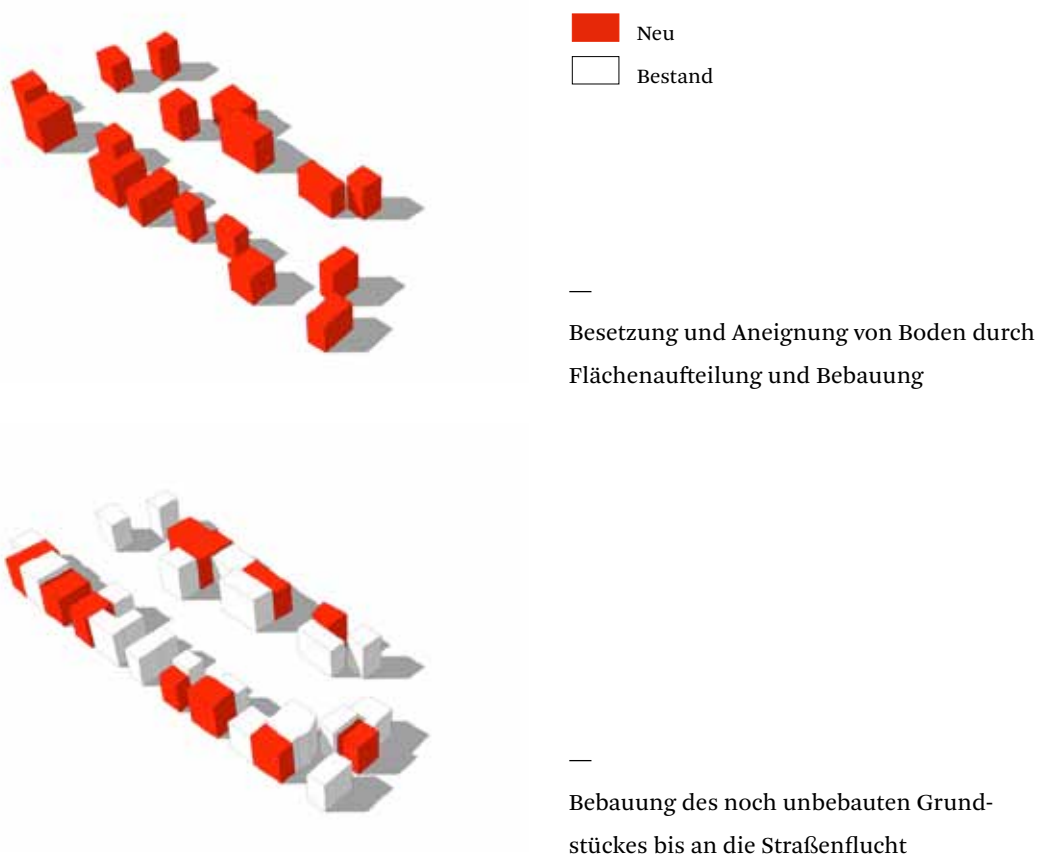 Neu
Bestand
—
Besetzung und Aneignung von Boden durch
Flächenaufteilung und Bebauung
—
Bebauung des noch unbebauten Grund-
stückes bis an die Straßenflucht